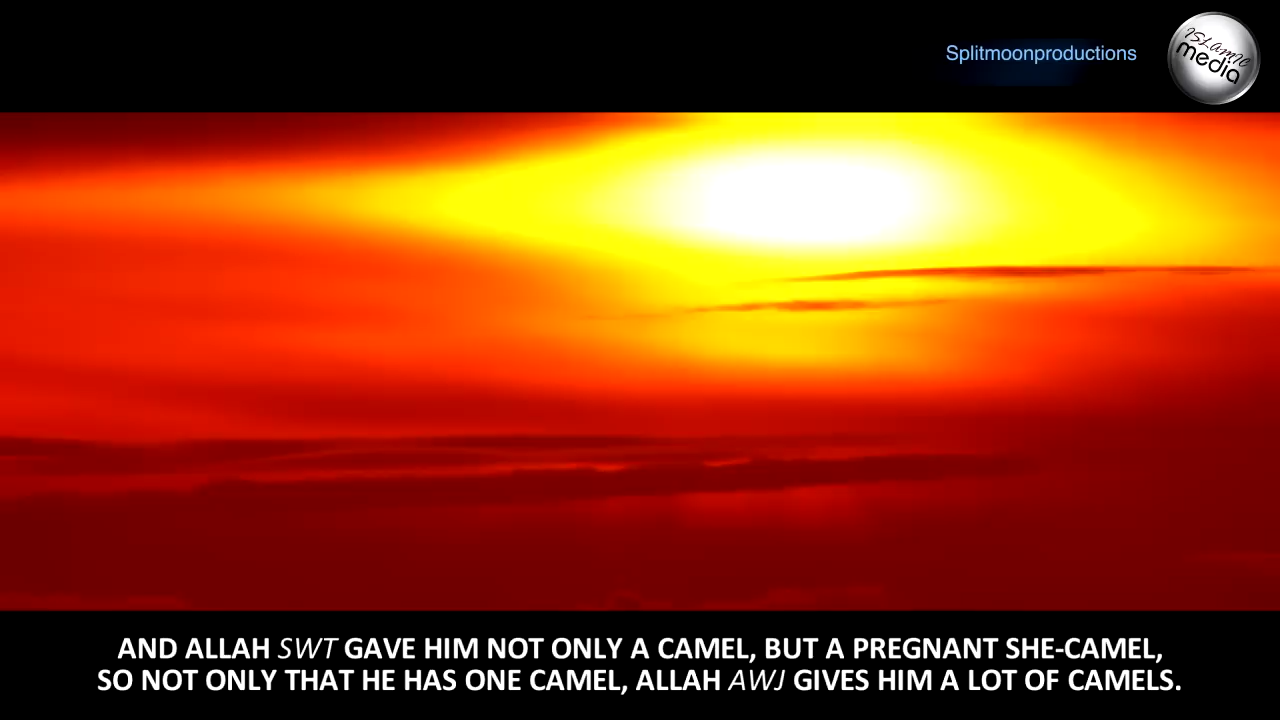 Splitmoonproductions
ISLAMIC
media
AND ALLAH SWT GAVE HIM NOT ONLY A CAMEL, BUT A PREGNANT SHE-CAMEL,
SO NOT ONLY THAT HE HAS ONE CAMEL, ALLAH AWJ GIVES HIM A LOT OF CAMELS.